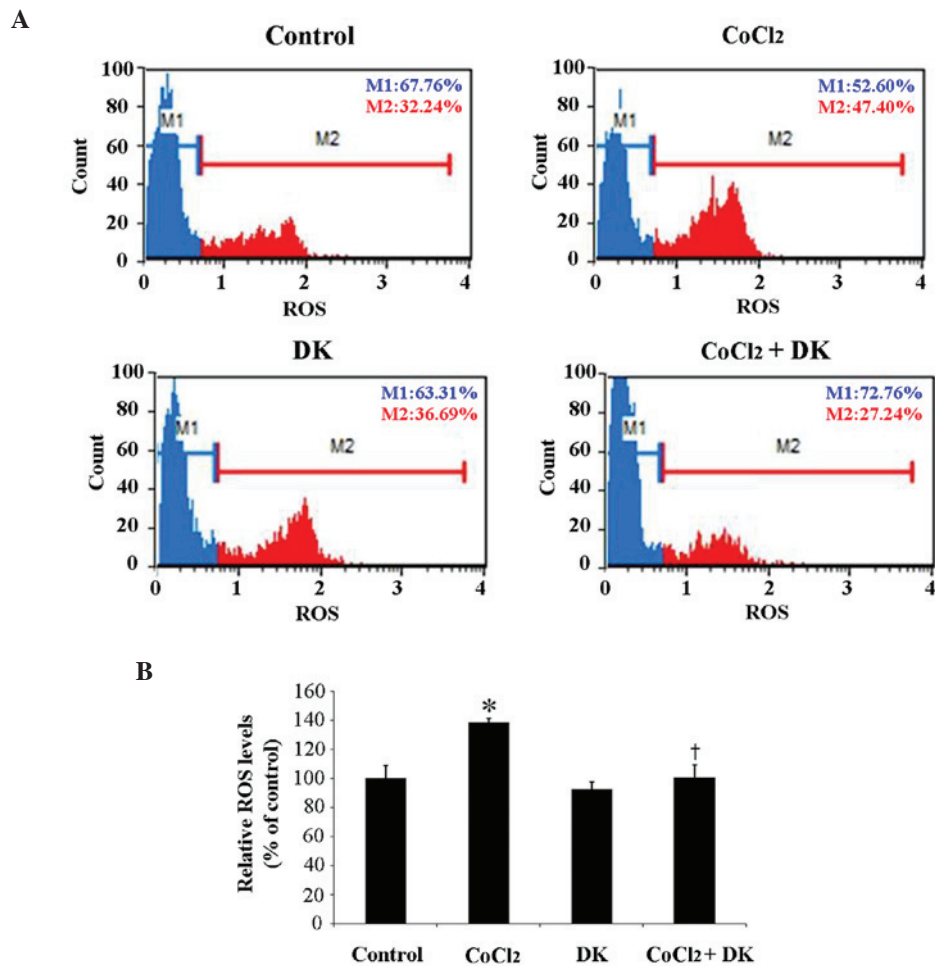 A
Control
M1:67.76%
M2:32.24%
M1
M2
100
80
60
40
20
0
Count
0 1 2 3 4
ROS
CoCl2
M1:52.60%
M2:47.40%
M1
M2
100
80
60
40
20
0
Count
0 1 2 3 4
ROS
DK
M1:63.31%
M2:36.69%
M1
M2
100
80
60
40
20
0
Count
0 1 2 3 4
ROS
CoCl2 + DK
M1:72.76%
M2:27.24%
M1
M2
100
80
60
40
20
0
Count
0 1 2 3 4
ROS
B
Relative ROS levels
(% of control)
160
140
120
100
80
60
40
20
0
*
†
Control CoCl2 DK CoCl2 + DK